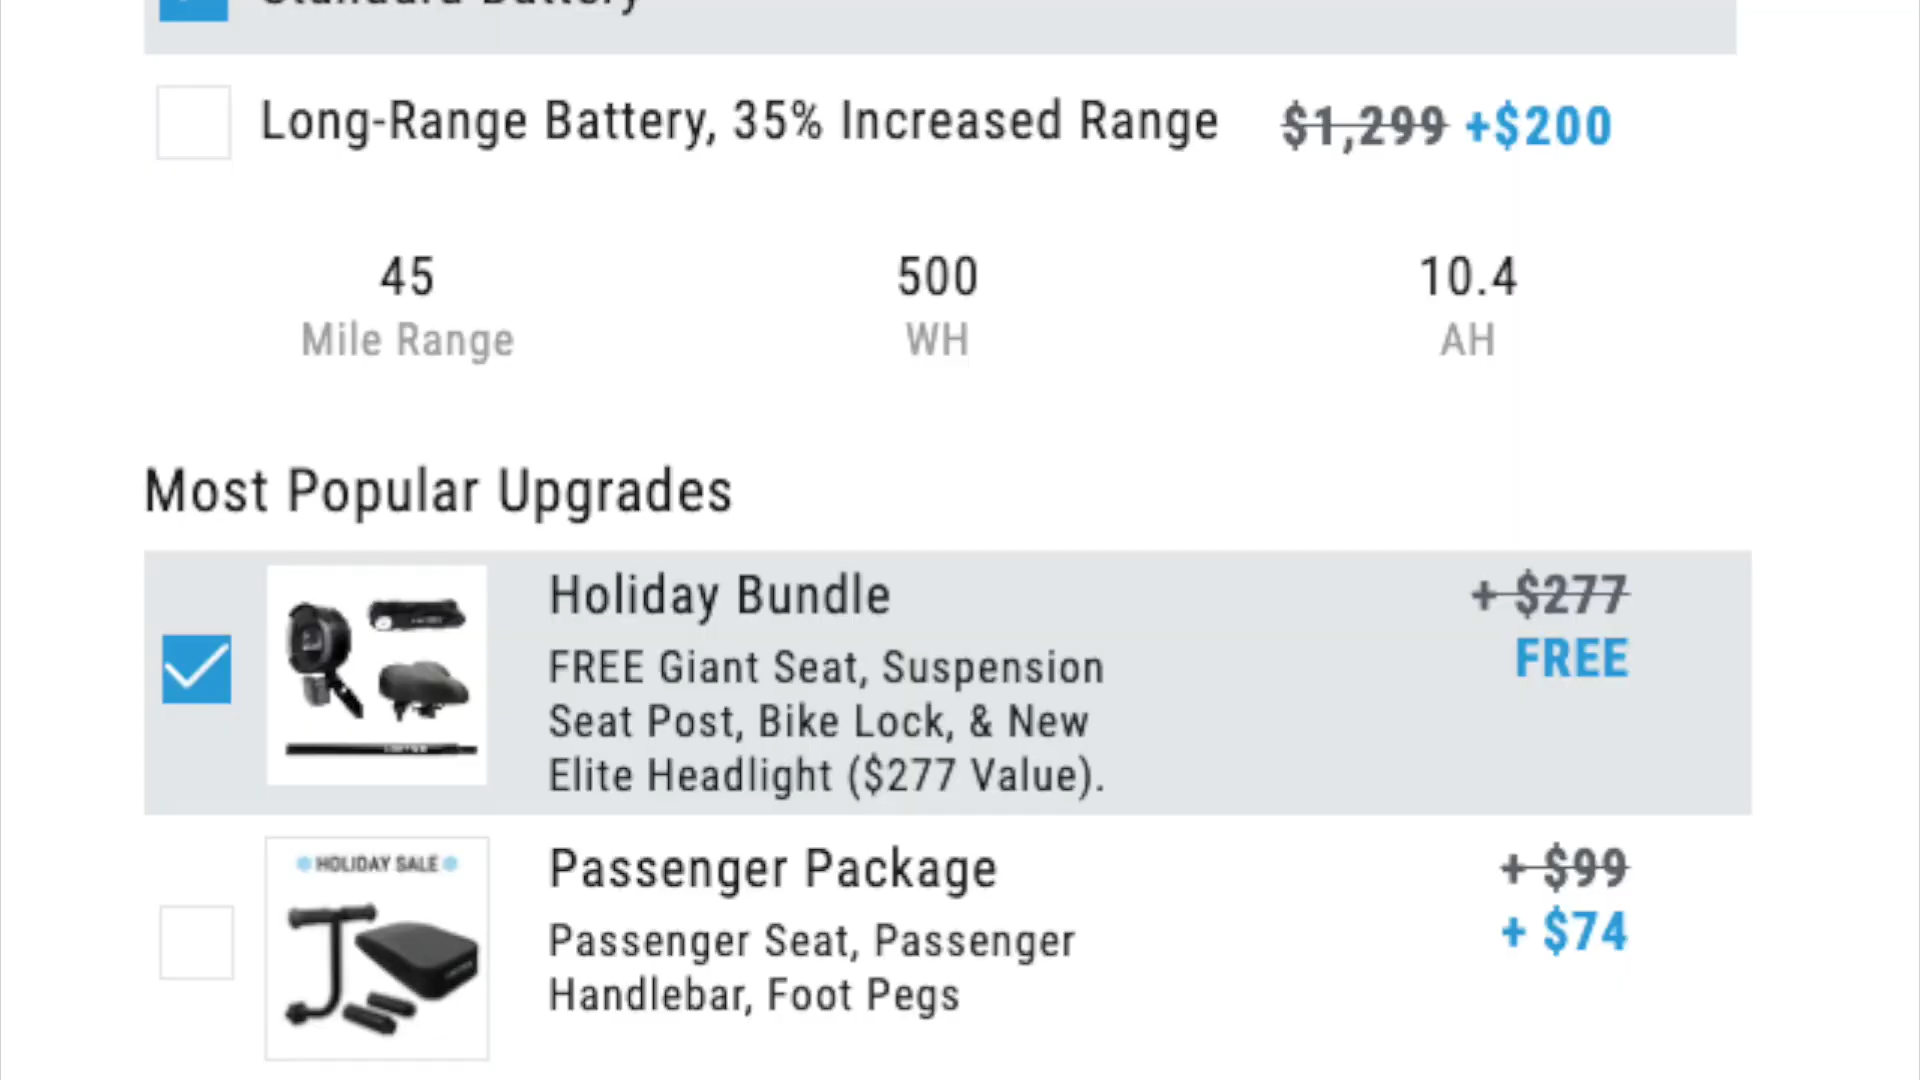 Standard Battery
Long-Range Battery, 35% Increased Range $1,299 +$200
45 500 10.4
Mile Range WH AH
Most Popular Upgrades
Holiday Bundle + $277
FREE Giant Seat, Suspension FREE
Seat Post, Bike Lock, & New
Elite Headlight ($277 Value).
HOLIDAY SALE
Passenger Package + $99
Passenger Seat, Passenger + $74
Handlebar, Foot Pegs